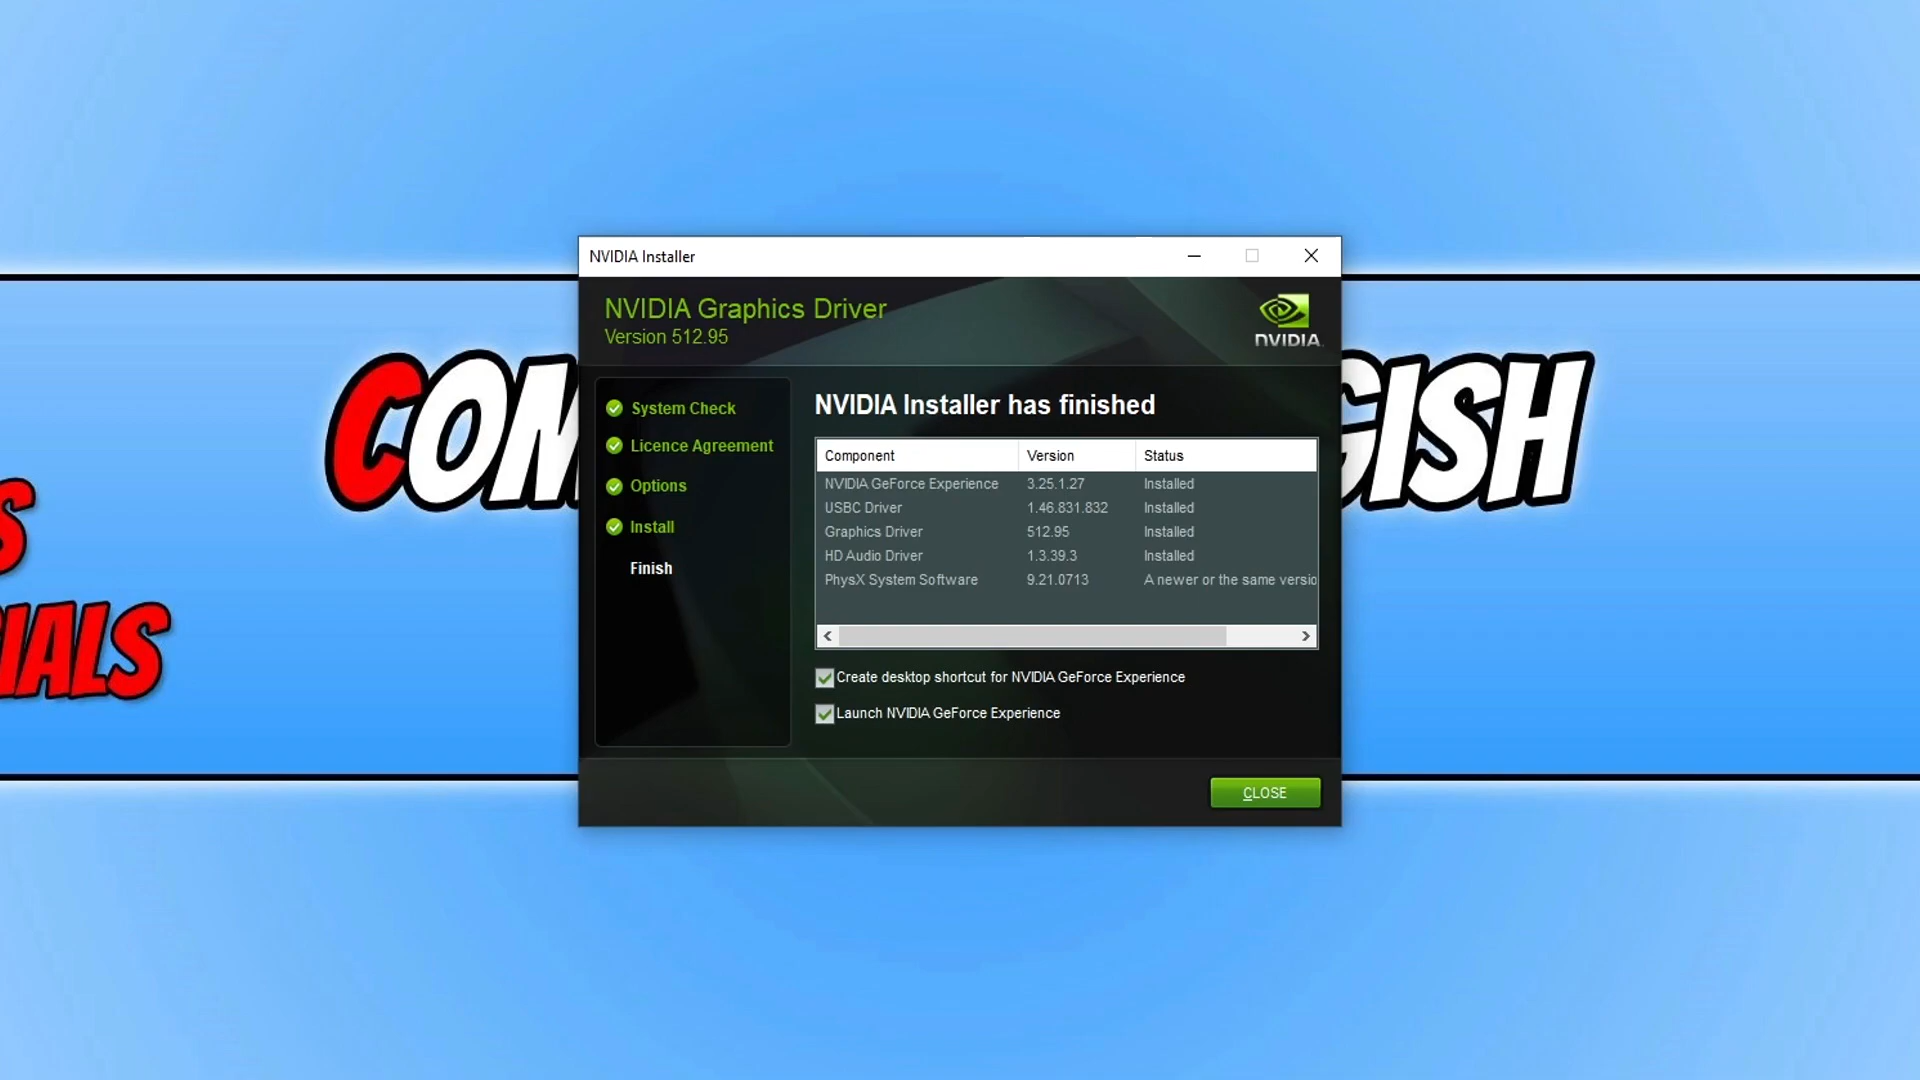 NVIDIA Installer
NVIDIA Graphics Driver
Version 512.95
NVIDIA
System Check
Licence Agreement
Options
Install
Finish
NVIDIA Installer has finished
Component Version Status
NVIDIA GeForce Experience 3.25.1.27 Installed
USBC Driver 1.46.831.832 Installed
Graphics Driver 512.95 Installed
HD Audio Driver 1.3.39.3 Installed
PhysX System Software 9.21.0713 A newer or the same versio
Create desktop shortcut for NVIDIA GeForce Experience
Launch NVIDIA GeForce Experience
CLOSE
COM GISH
S
IALS